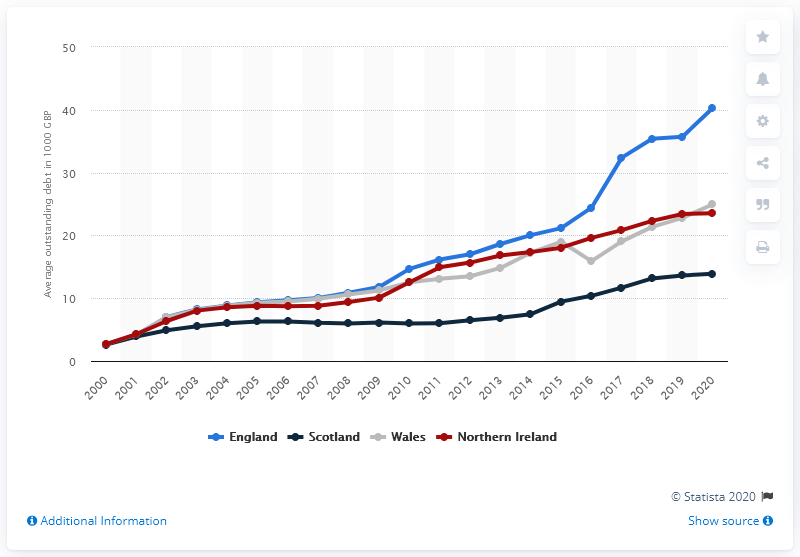 50
40
30
20
10
0
Average outstanding debt in 1000 GBP
2000 2001 2002 2003 2004 2005 2006 2007 2008 2009 2010 2011 2012 2013 2014 2015 2016 2017 2018 2019 2020
England Scotland Wales Northern Ireland
© Statista 2020
Additional Information Show source